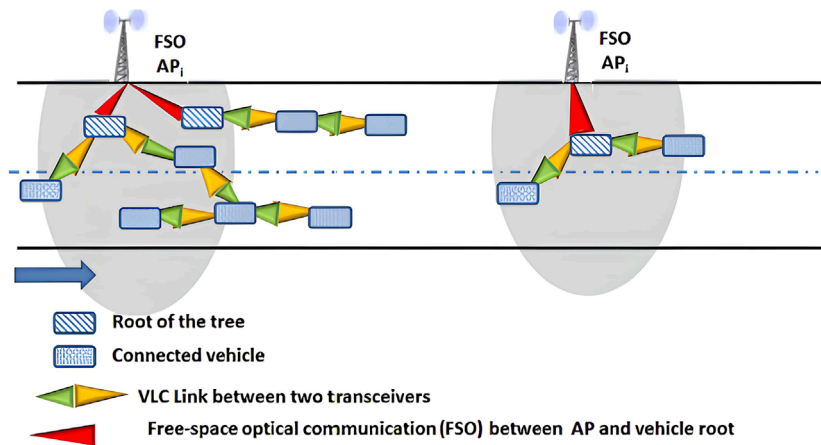 FSO
APi
FSO
APi
Root of the tree
Connected vehicle
VLC Link between two transceivers
Free-space optical communication (FSO) between AP and vehicle root